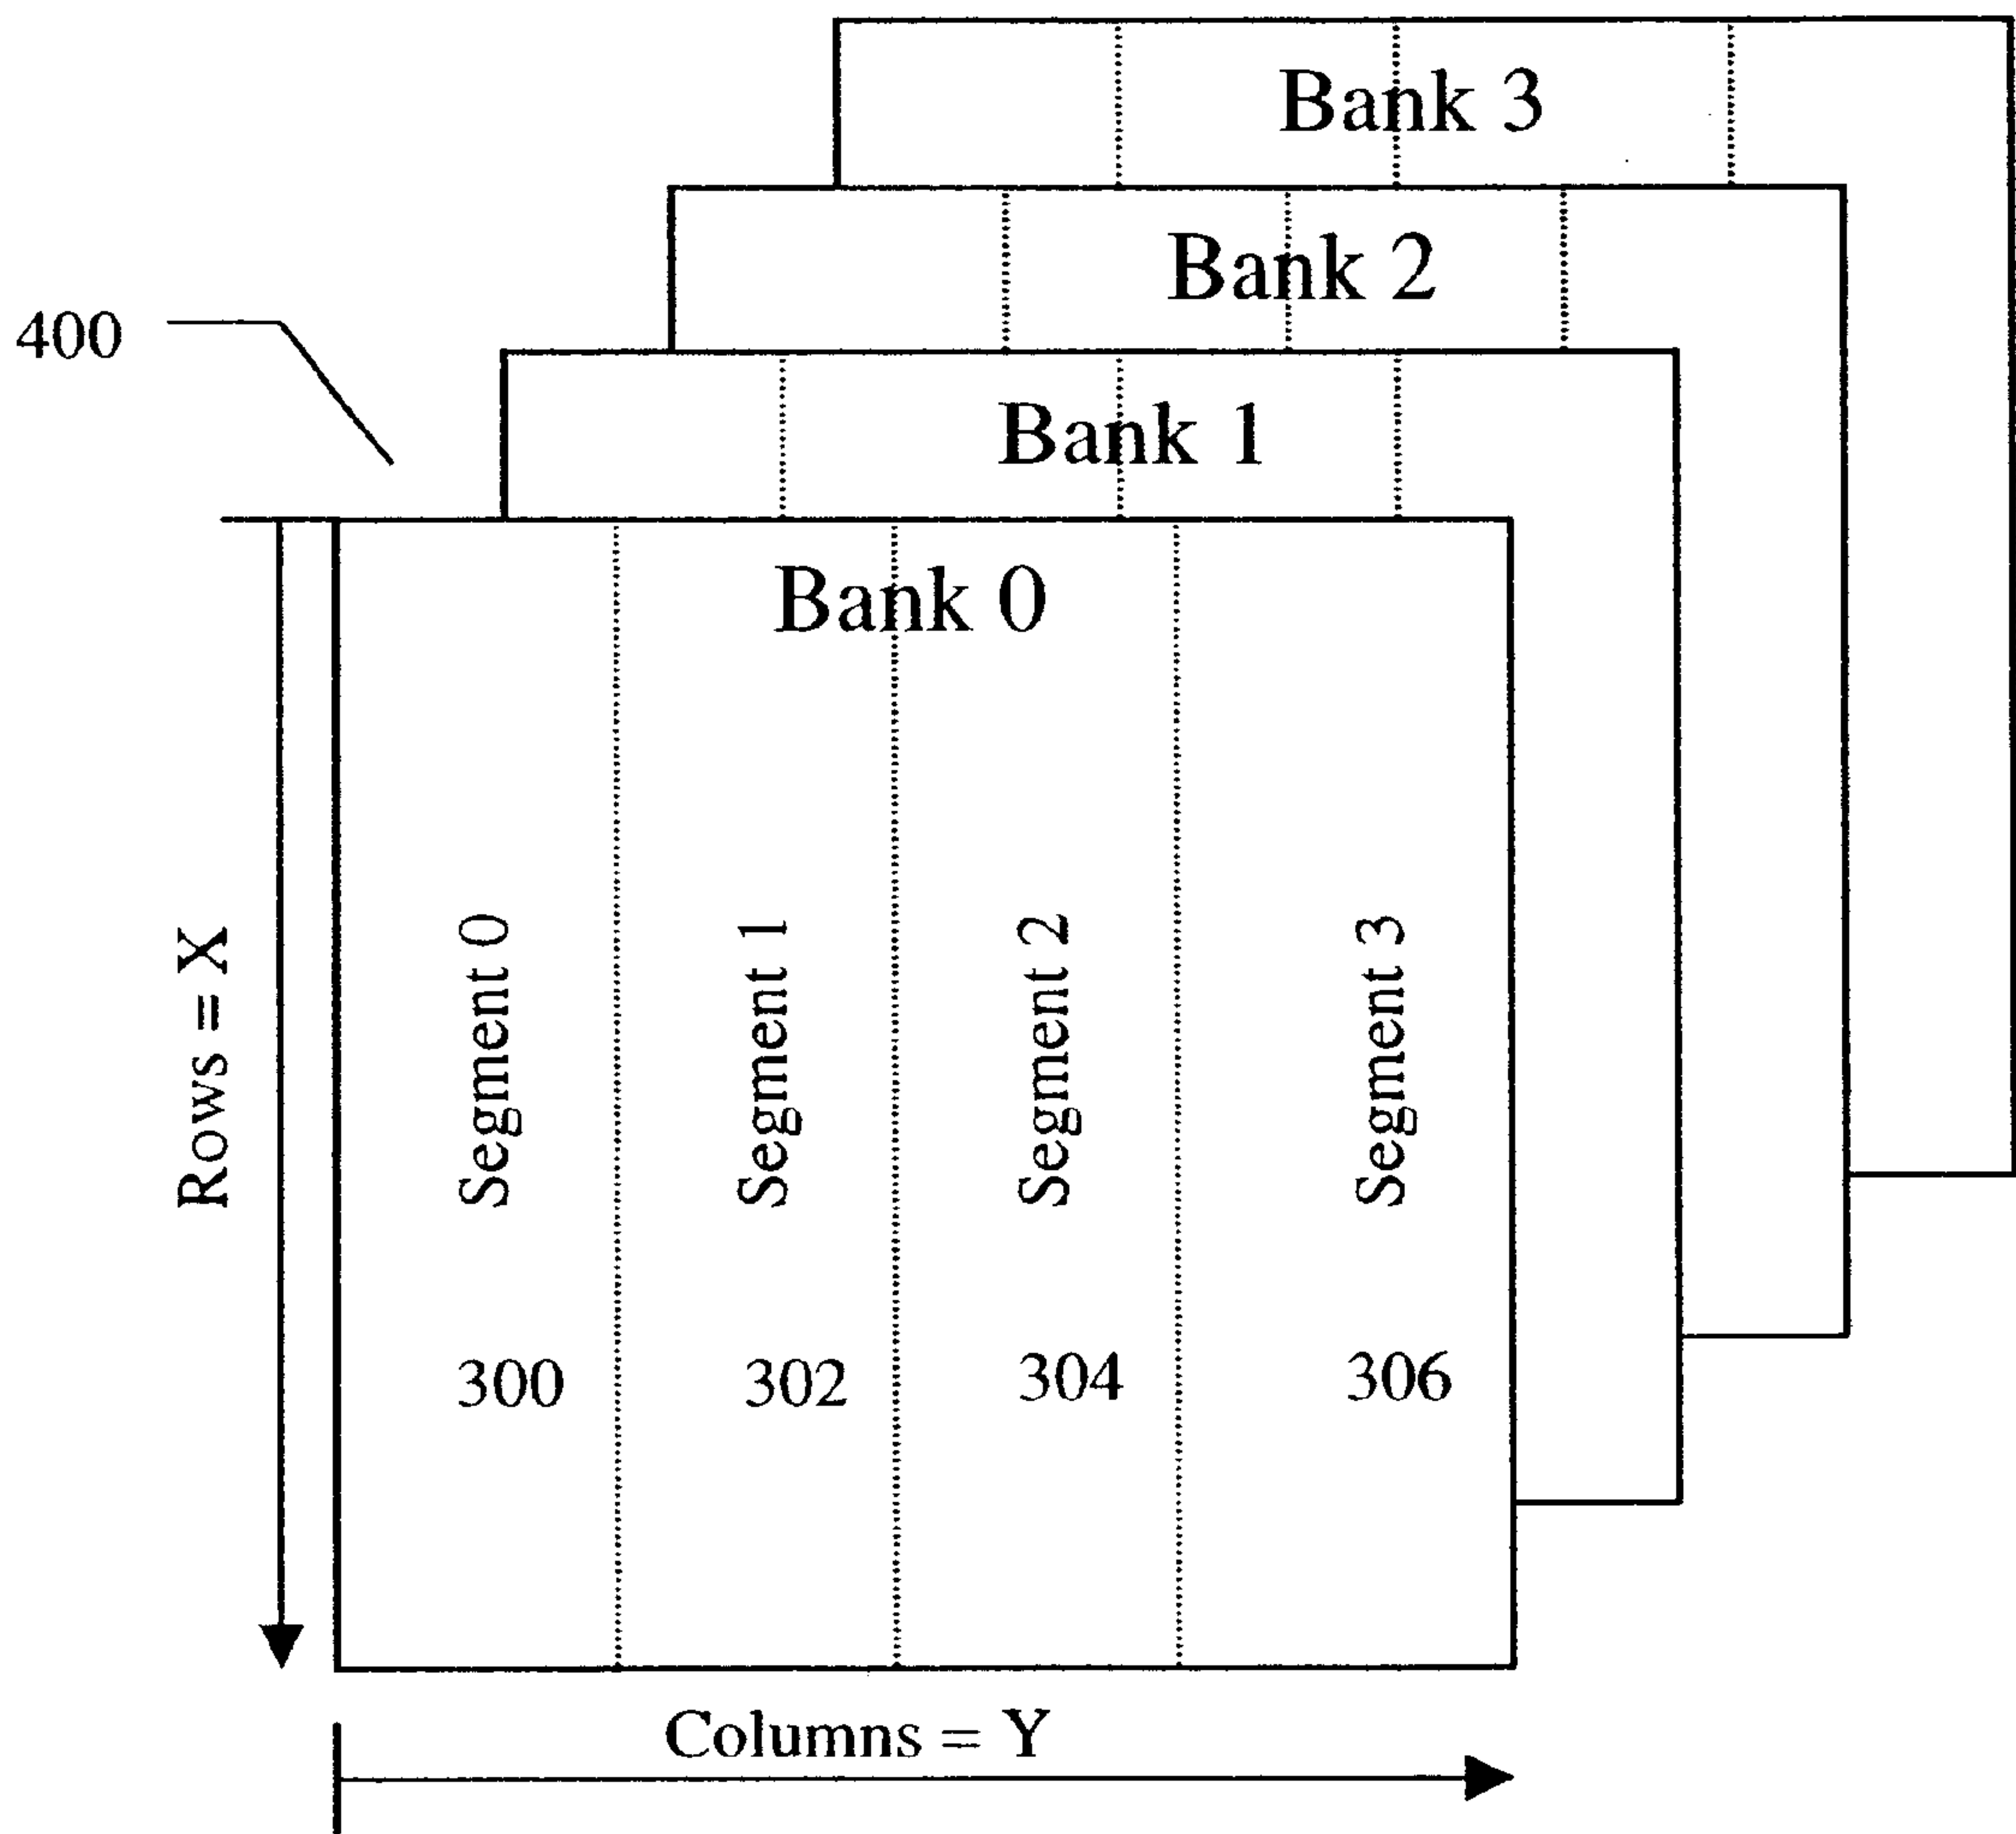 Bank 3
Bank 2
400
Bank 1
Bank 0
Rows = X
Segment 0
Segment 1
Segment 2
Segment 3
300
302
304
306
Columns = Y